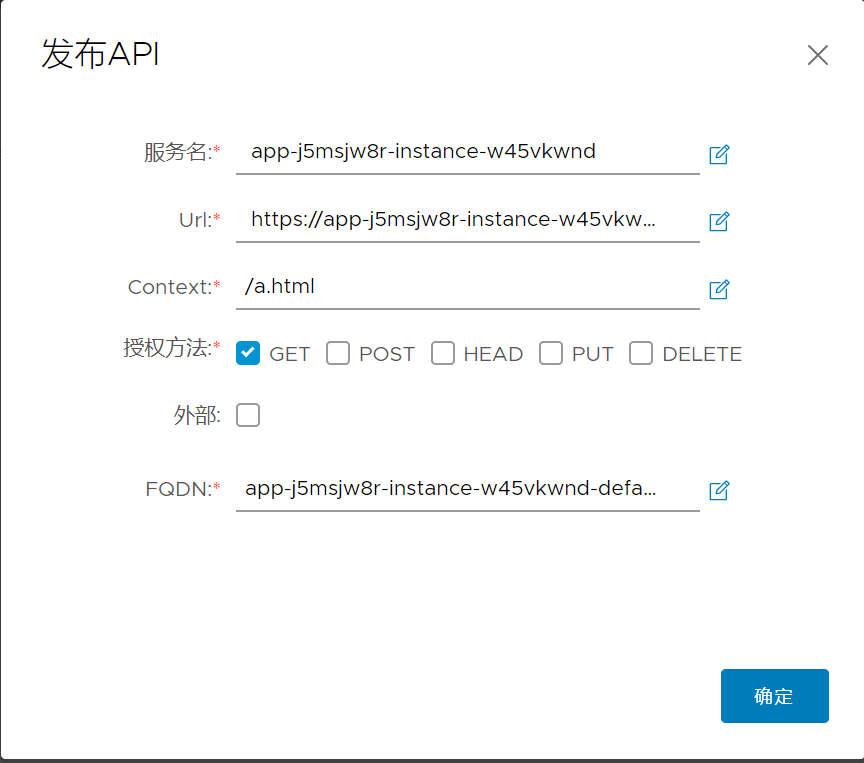 发布API
服务名:* app-j5msjw8r-instance-w45vkwnd
Url:* https://app-j5msjw8r-instance-w45vkw...
Context:* /a.html
授权方法:* GET POST HEAD PUT DELETE
外部:
FQDN:* app-j5msjw8r-instance-w45vkwnd-defa...
确定